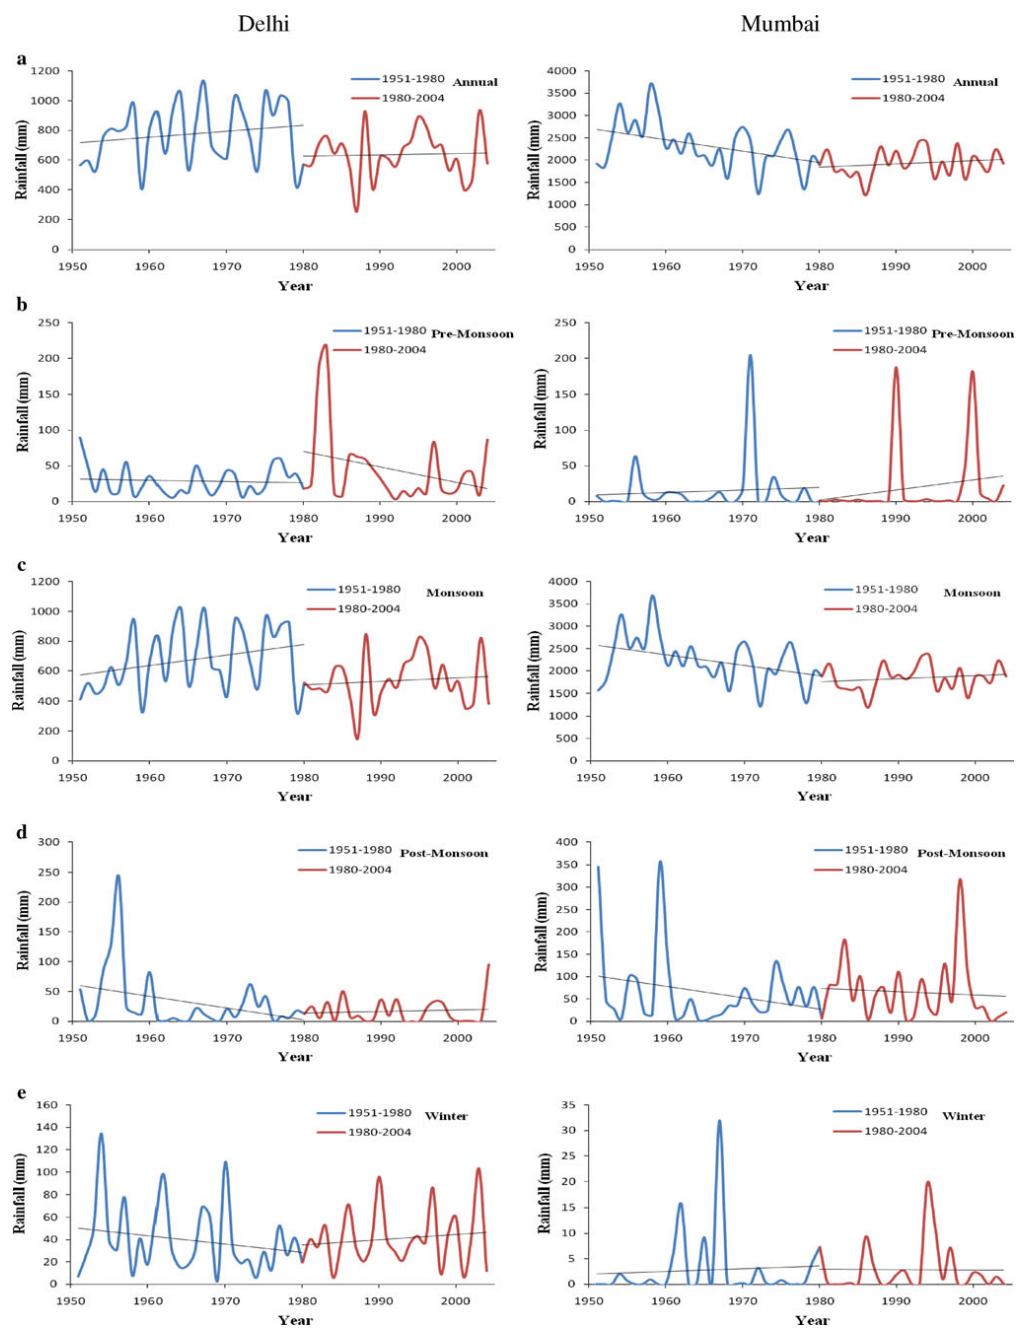 Delhi
Mumbai
a
1200
1000
800
600
400
200
0
Rainfall (mm)
1951-1980
Annual
1980-2004
1950 1960 1970 1980 1990 2000
Year
4000
3500
3000
2500
2000
1500
1000
500
0
Rainfall (mm)
1951-1980
Annual
1980-2004
1950 1960 1970 1980 1990 2000
Year
b
250
200
150
100
50
0
Rainfall (mm)
1951-1980
Pre-Monsoon
1980-2004
1950 1960 1970 1980 1990 2000
Year
250
200
150
100
50
0
Rainfall (mm)
1951-1980
Pre-Monsoon
1980-2004
1950 1960 1970 1980 1990 2000
Year
c
1200
1000
800
600
400
200
0
Rainfall (mm)
1951-1980
Monsoon
1980-2004
1950 1960 1970 1980 1990 2000
Year
4000
3500
3000
2500
2000
1500
1000
500
0
Rainfall (mm)
1951-1980
Monsoon
1980-2004
1950 1960 1970 1980 1990 2000
Year
d
300
250
200
150
100
50
0
Rainfall (mm)
1951-1980
Post-Monsoon
1980-2004
1950 1960 1970 1980 1990 2000
Year
400
350
300
250
200
150
100
50
0
Rainfall (mm)
1951-1980
Post-Monsoon
1980-2004
1950 1960 1970 1980 1990 2000
Year
e
160
140
120
100
80
60
40
20
0
Rainfall (mm)
1951-1980
Winter
1980-2004
1950 1960 1970 1980 1990 2000
Year
35
30
25
20
15
10
5
0
Rainfall (mm)
1951-1980
Winter
1980-2004
1950 1960 1970 1980 1990 2000
Year